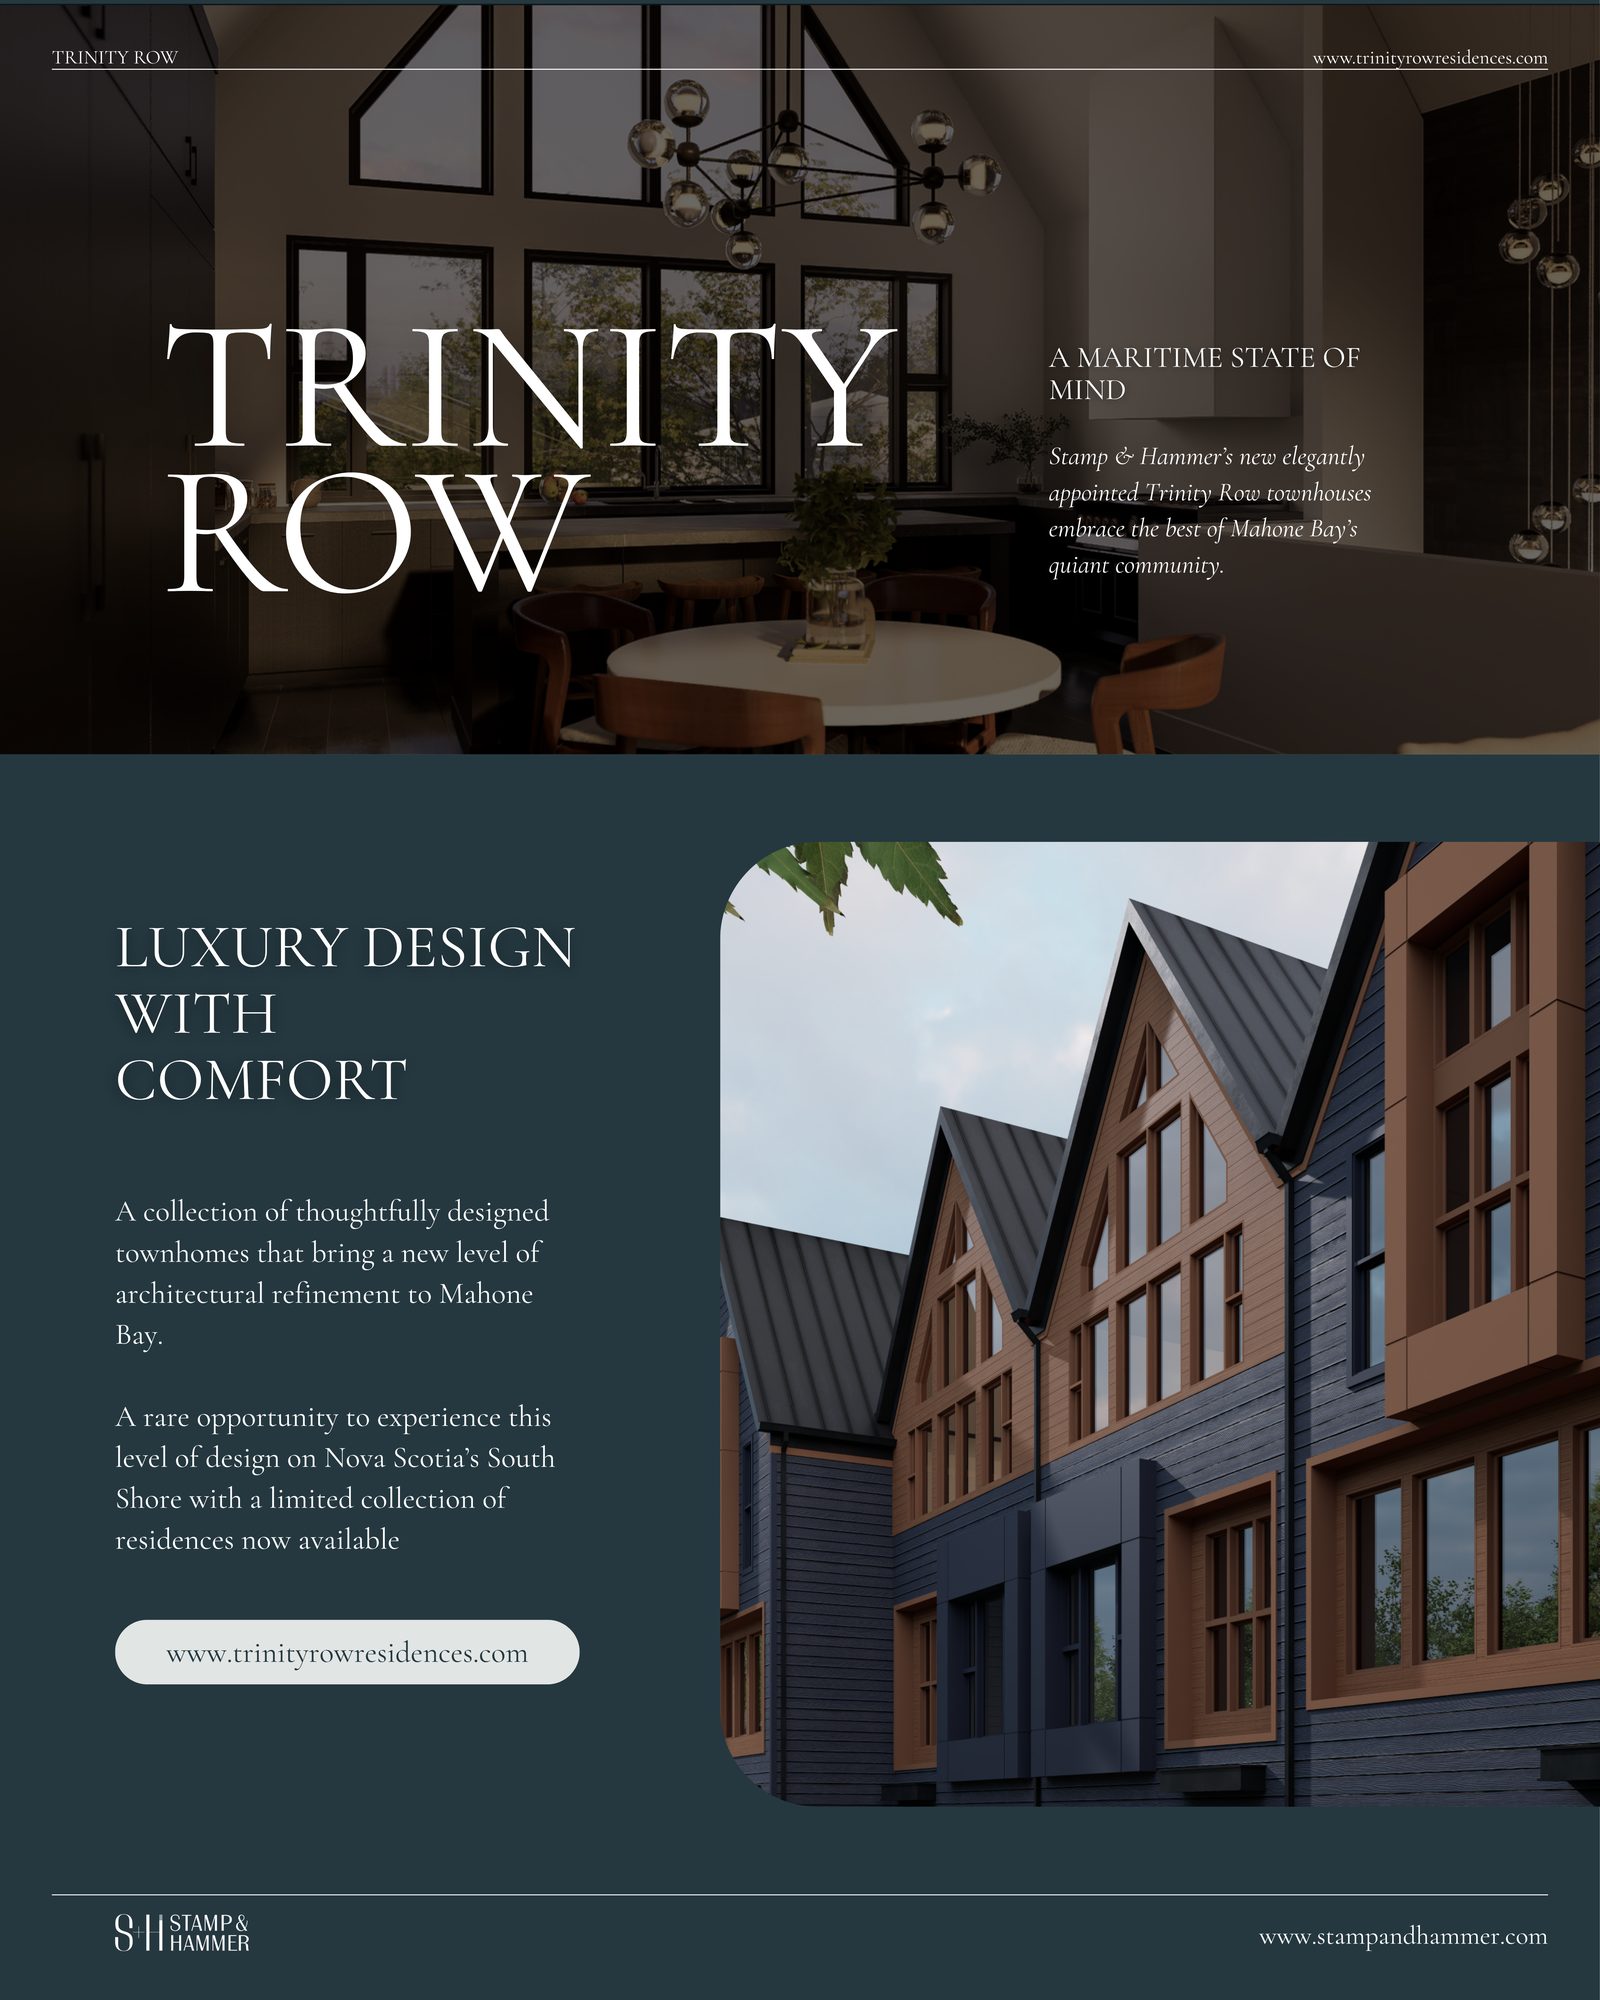 TRINITY ROW
www.trinityrowresidences.com
TRINITY
ROW
A MARITIME STATE OF
MIND
Stamp & Hammer’s new elegantly
appointed Trinity Row townhouses
embrace the best of Mahone Bay’s
quiant community.
LUXURY DESIGN
WITH
COMFORT
A collection of thoughtfully designed
townhomes that bring a new level of
architectural refinement to Mahone
Bay.
A rare opportunity to experience this
level of design on Nova Scotia’s South
Shore with a limited collection of
residences now available
www.trinityrowresidences.com
S+H STAMP &
HAMMER
www.stampandhammer.com